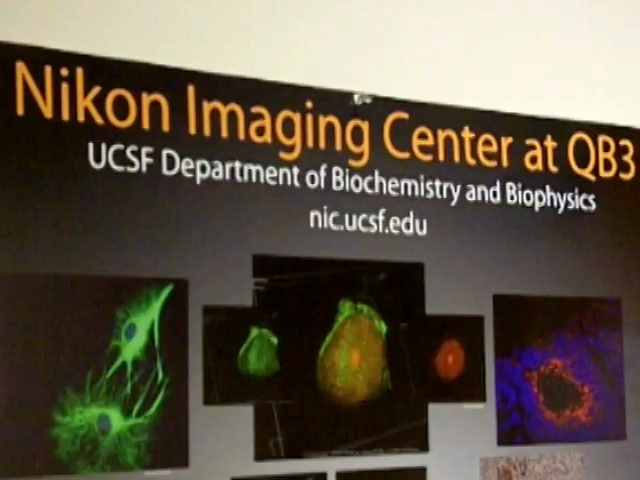 Nikon Imaging Center at QB3
UCSF Department of Biochemistry and Biophysics
nic.ucsf.edu